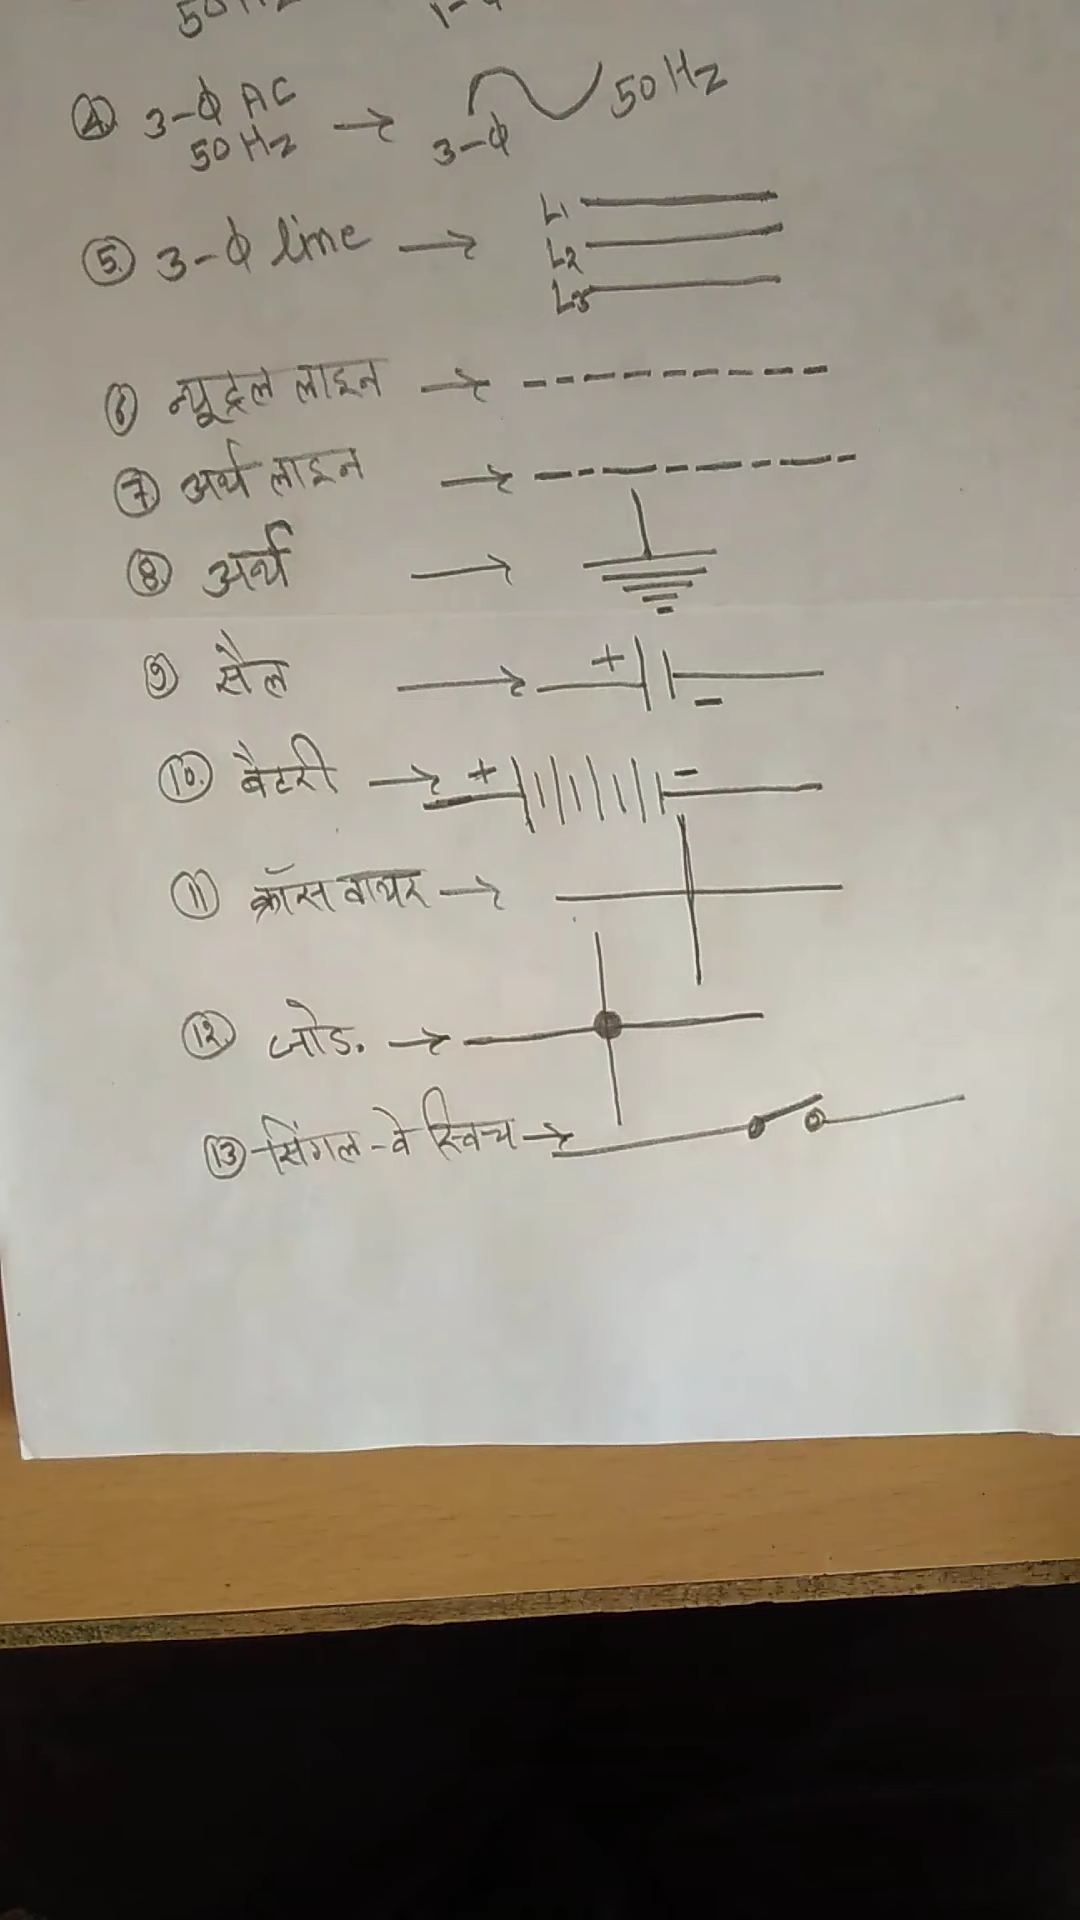 ④ 3-ϕ AC
50 Hz → 3-ϕ 50 Hz
⑤ 3-ϕ line → L1
L2
L3
⑥ न्यूट्रल लाइन →
⑦ अर्थ लाइन →
⑧ अर्थ →
⑨ सैल → + -
⑩ बैटरी → + -
⑪ क्रॉस वायर →
⑫ जोड. →
⑬ सिंगल-वे स्विच →